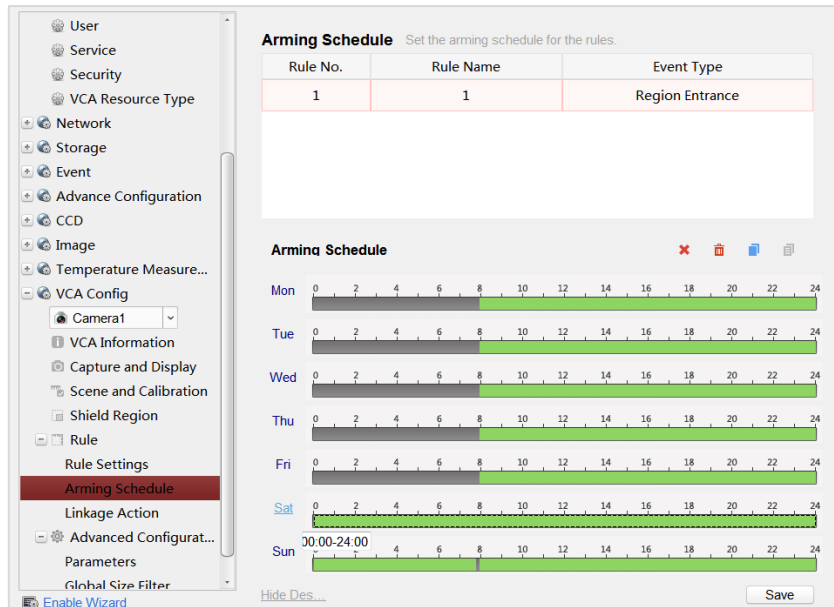 User
Service
Security
VCA Resource Type
Network
Storage
Event
Advance Configuration
CCD
Image
Temperature Measure...
VCA Config
Camera1
VCA Information
Capture and Display
Scene and Calibration
Shield Region
Rule
Rule Settings
Arming Schedule
Linkage Action
Advanced Configurat...
Parameters
Global Size Filter
Enable Wizard
Arming Schedule Set the arming schedule for the rules.
Rule No. Rule Name Event Type
1 1 Region Entrance
Arming Schedule
Mon 0 2 4 6 8 10 12 14 16 18 20 22 24
Tue 0 2 4 6 8 10 12 14 16 18 20 22 24
Wed 0 2 4 6 8 10 12 14 16 18 20 22 24
Thu 0 2 4 6 8 10 12 14 16 18 20 22 24
Fri 0 2 4 6 8 10 12 14 16 18 20 22 24
Sat 0 2 4 6 8 10 12 14 16 18 20 22 24
00:00-24:00
Sun 4 6 8 10 12 14 16 18 20 22 24
Hide Des... Save